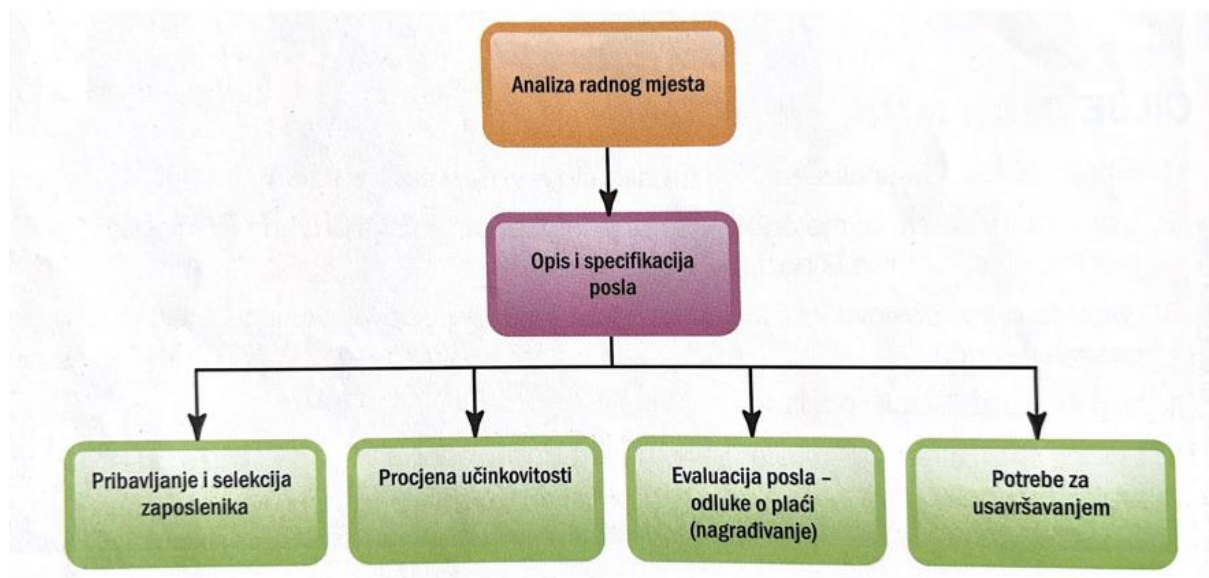 Analiza radnog mjesta
Opis i specifikacija
posla
Pribavljanje i selekcija
zaposlenika
Procjena učinkovitosti
Evaluacija posla –
odluke o plaći
(nagrađivanje)
Potrebe za
usavršavanjem